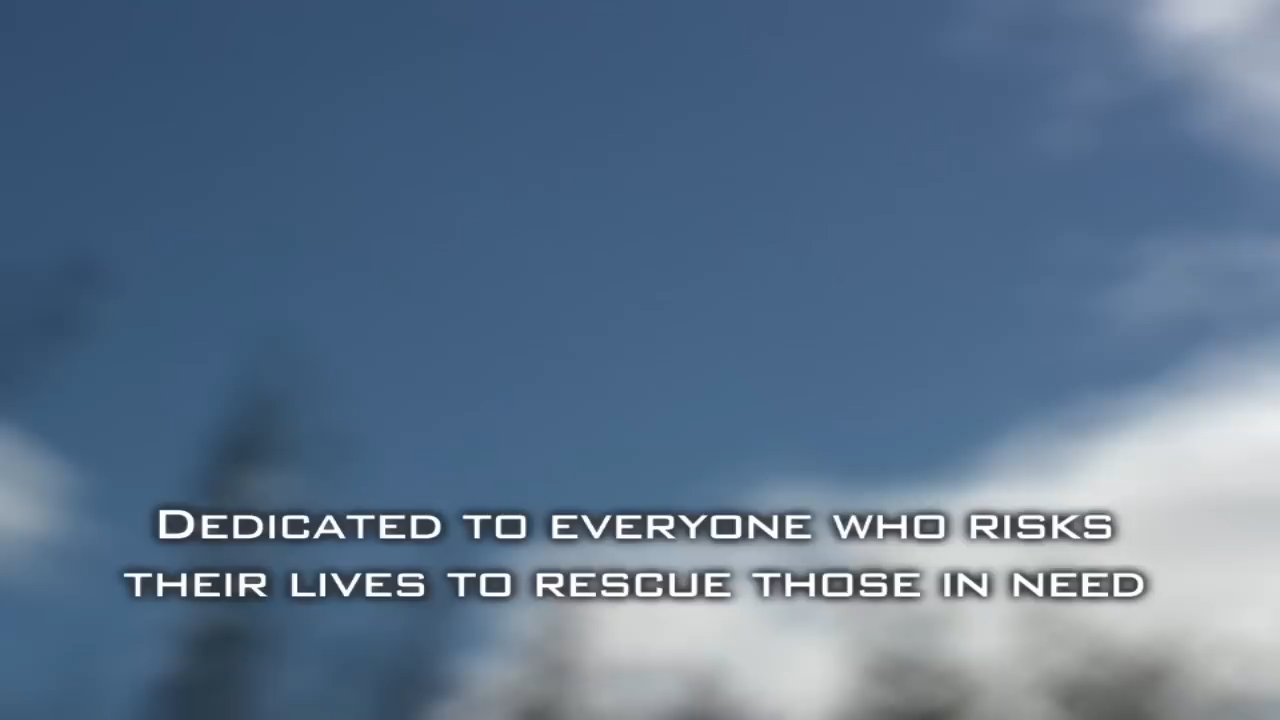 Dedicated to everyone who risks
their lives to rescue those in need